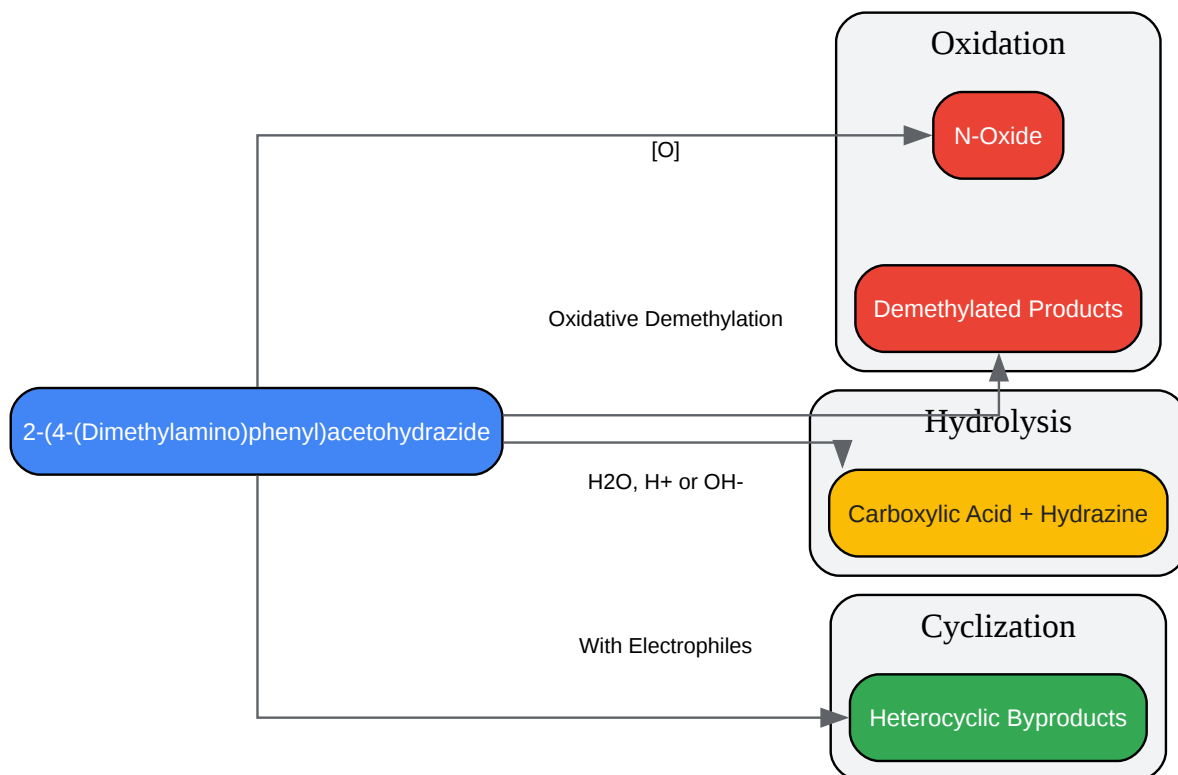 Oxidation
N-Oxide
[O]
Demethylated Products
Oxidative Demethylation
2-(4-(Dimethylamino)phenyl)acetohydrazide
Hydrolysis
H2O, H+ or OH-
Carboxylic Acid + Hydrazine
Cyclization
With Electrophiles
Heterocyclic Byproducts